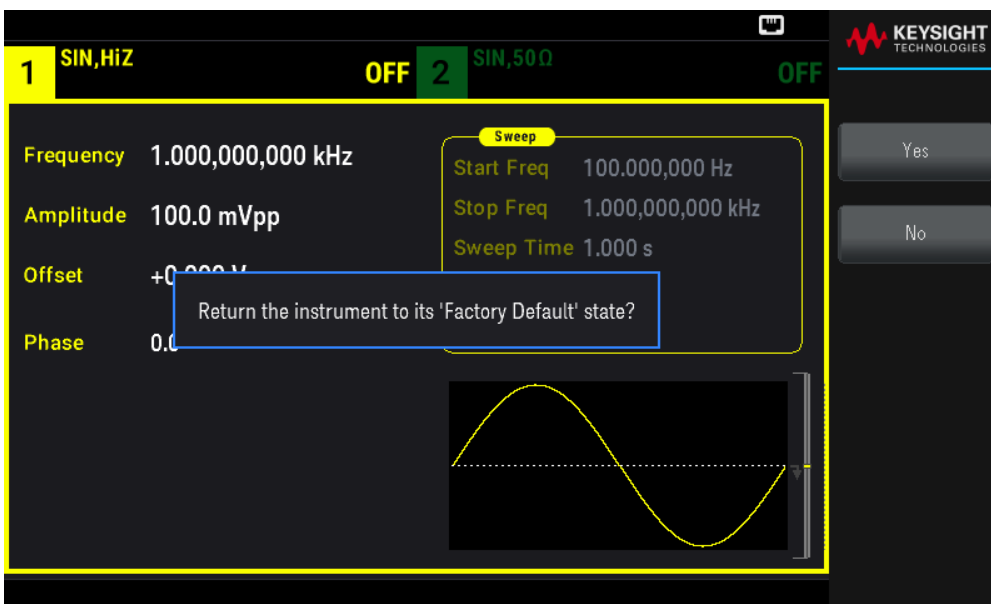 KEYSIGHT
TECHNOLOGIES
1 SIN,HiZ OFF 2 SIN,50Ω OFF
Sweep
Frequency 1.000,000,000 kHz
Start Freq 100.000,000 Hz
Amplitude 100.0 mVpp
Stop Freq 1.000,000,000 kHz
Sweep Time 1.000 s
Offset
Return the instrument to its 'Factory Default' state?
Phase
Yes
No